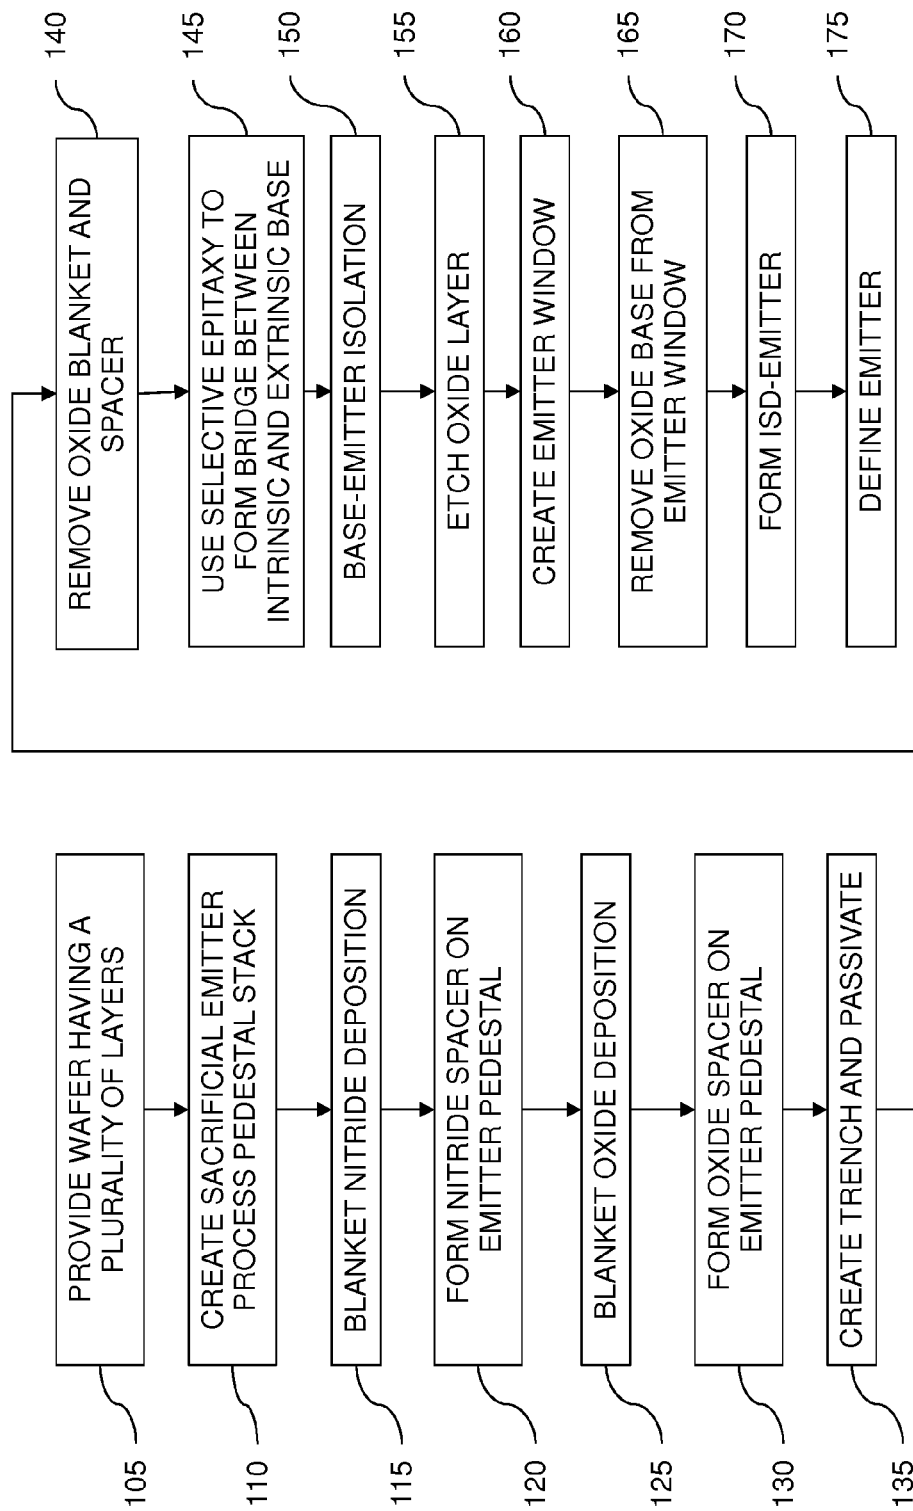 105
PROVIDE WAFER HAVING A
PLURALITY OF LAYERS
110
CREATE SACRIFICIAL EMITTER
PROCESS PEDESTAL STACK
115
BLANKET NITRIDE DEPOSITION
120
FORM NITRIDE SPACER ON
EMITTER PEDESTAL
125
BLANKET OXIDE DEPOSITION
130
FORM OXIDE SPACER ON
EMITTER PEDESTAL
135
CREATE TRENCH AND PASSIVATE
140
REMOVE OXIDE BLANKET AND
SPACER
145
USE SELECTIVE EPITAXY TO
FORM BRIDGE BETWEEN
INTRINSIC AND EXTRINSIC BASE
150
BASE-EMITTER ISOLATION
155
ETCH OXIDE LAYER
160
CREATE EMITTER WINDOW
165
REMOVE OXIDE BASE FROM
EMITTER WINDOW
170
FORM ISD-EMITTER
175
DEFINE EMITTER